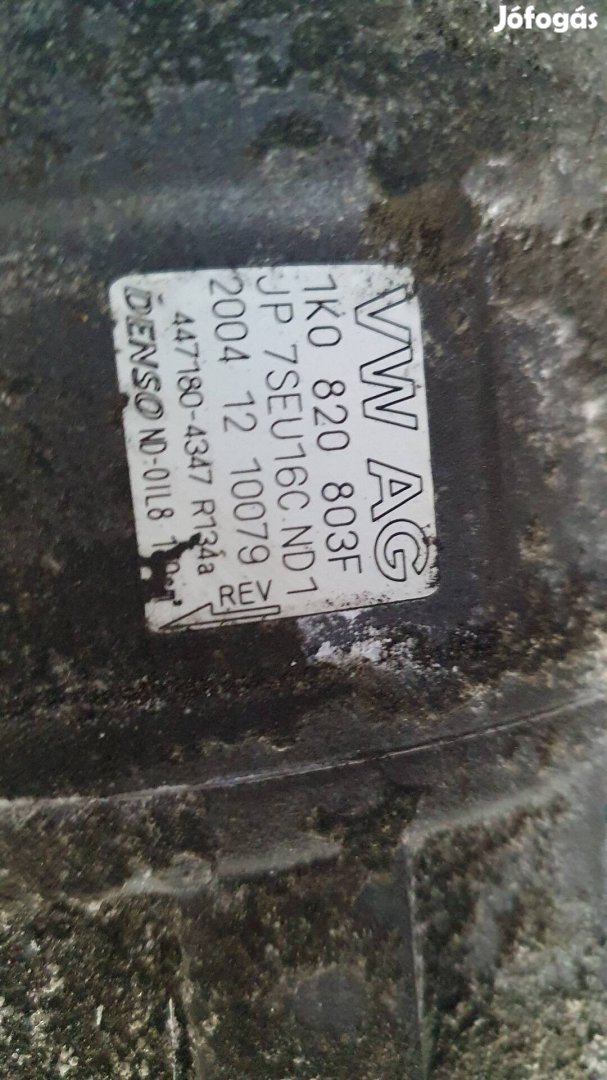 Jófogás
VW AG
1K0 820 803F
JP 7SEU16C.ND1
2004 12 10079
REV
447180-4347 R134a
DENSO ND-OIL8